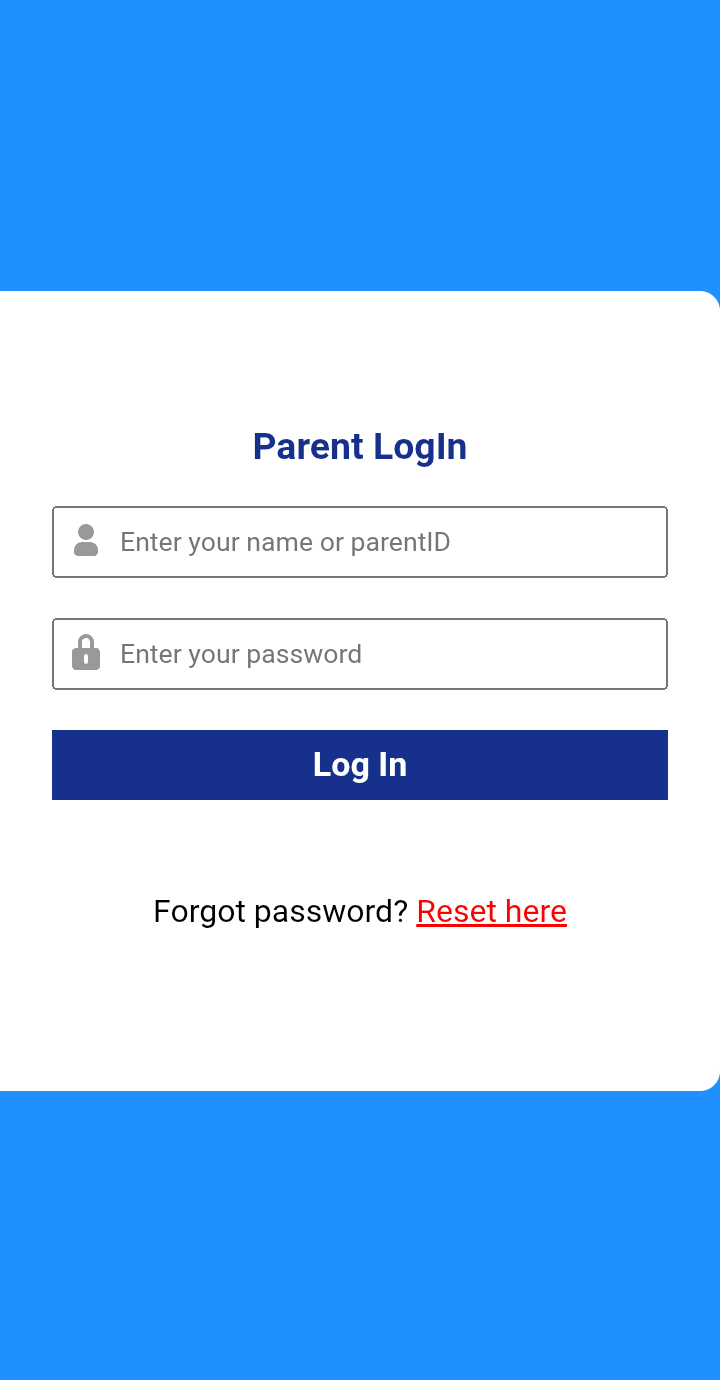 Parent LogIn
Enter your name or parentID
Enter your password
Log In
Forgot password? Reset here